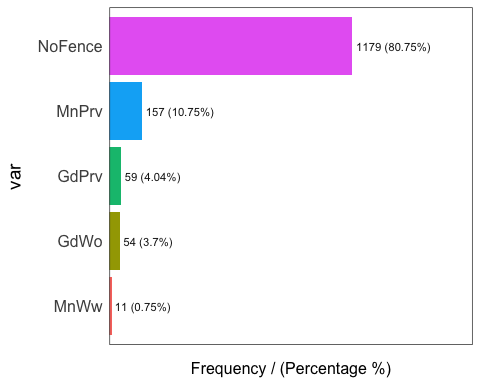 NoFence
1179 (80.75%)
MnPrv
157 (10.75%)
GdPrv
59 (4.04%)
GdWo
54 (3.7%)
MnWw
11 (0.75%)
var
Frequency / (Percentage %)